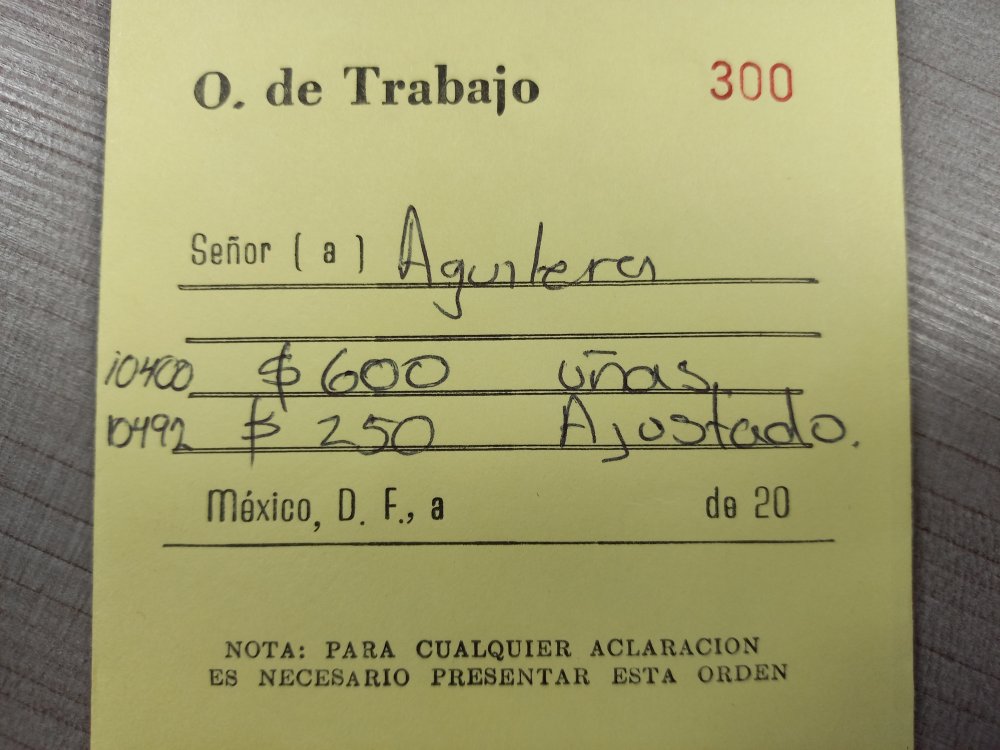 O. de Trabajo 300
Señor ( a ) Aguilera
10400 $ 600 uñas.
10492 $ 250 Ajustado.
México, D. F., a de 20
NOTA: PARA CUALQUIER ACLARACION
ES NECESARIO PRESENTAR ESTA ORDEN